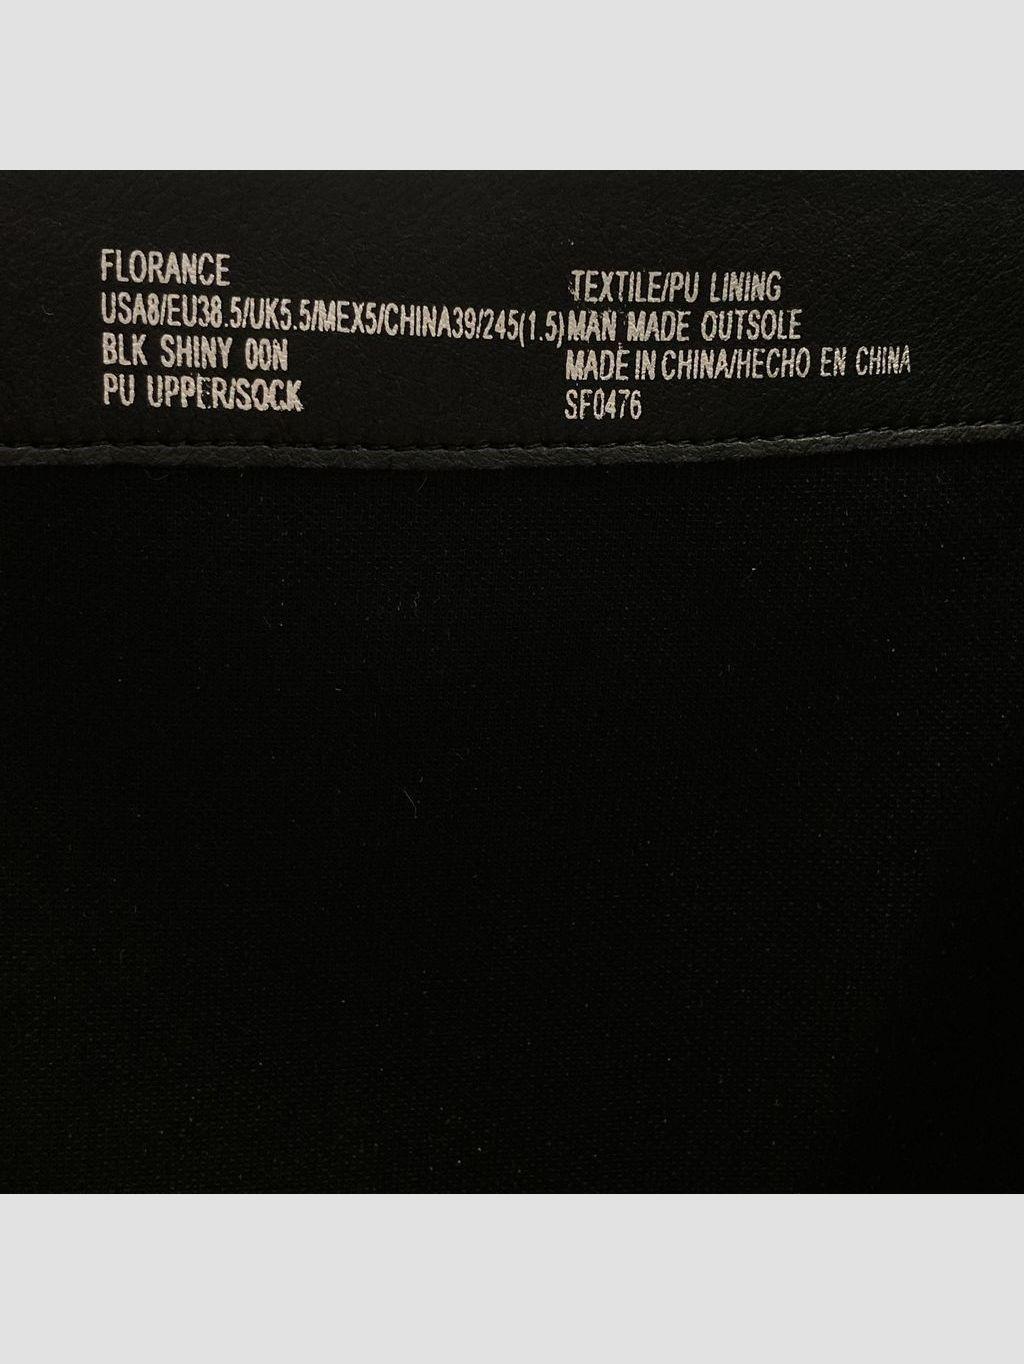 FLORANCE
USA8/EU38.5/UK5.5/MEX5/CHINA39/245(1.5)
BLK SHINY 00N
PU UPPER/SOCK
TEXTILE/PU LINING
MAN MADE OUTSOLE
MADE IN CHINA/HECHO EN CHINA
SF0476